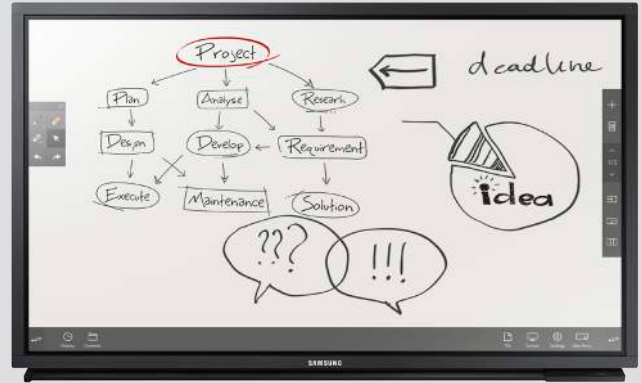 Project
deadline
Plan Analyse Research
Design Develop Requirement
idea
Execute Maintenance Solution
??? !!!
SAMSUNG